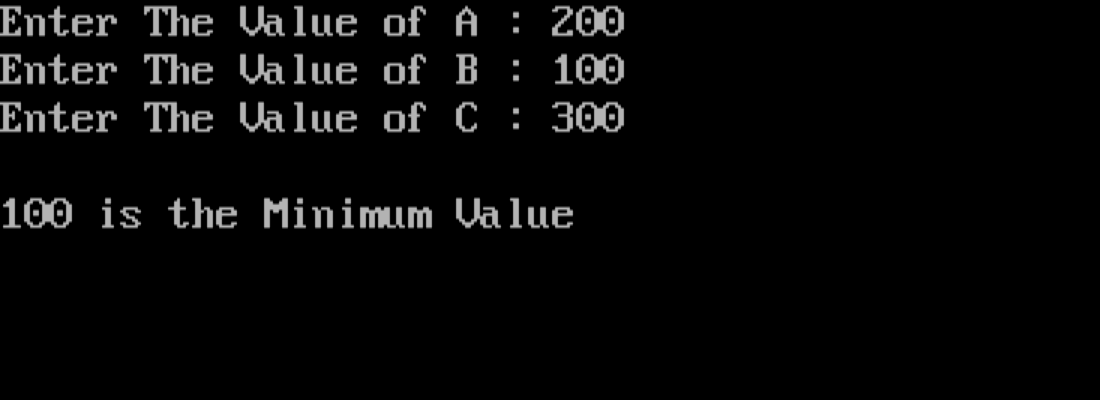 Enter The Value of A : 200
Enter The Value of B : 100
Enter The Value of C : 300
100 is the Minimum Value